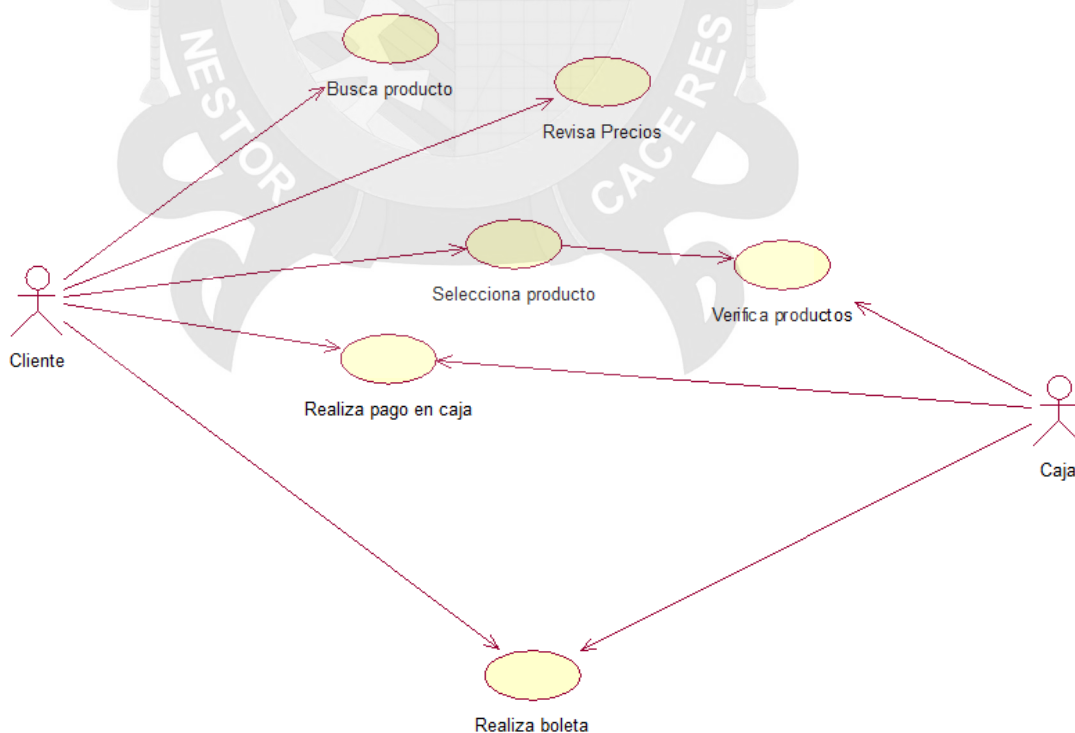 NESTOR
CACERES
Busca producto
Revisa Precios
Selecciona producto
Verifica productos
Cliente
Realiza pago en caja
Caja
Realiza boleta